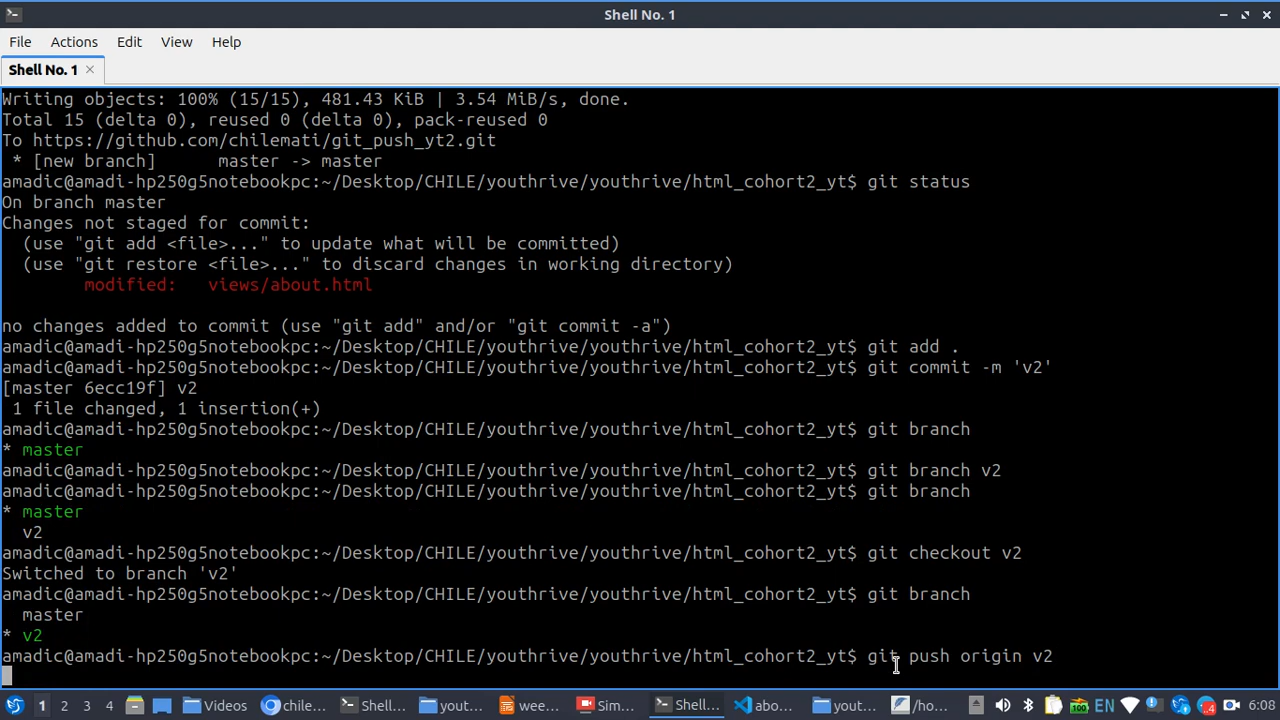 Shell No. 1
File Actions Edit View Help
Shell No. 1
Writing objects: 100% (15/15), 481.43 KiB | 3.54 MiB/s, done.
Total 15 (delta 0), reused 0 (delta 0), pack-reused 0
To https://github.com/chilemati/git_push_yt2.git
 * [new branch]      master -> master
amadic@amadi-hp250g5notebookpc:~/Desktop/CHILE/youthrive/youthrive/html_cohort2_yt$ git status
On branch master
Changes not staged for commit:
  (use "git add <file>..." to update what will be committed)
  (use "git restore <file>..." to discard changes in working directory)
        modified:   views/about.html
no changes added to commit (use "git add" and/or "git commit -a")
amadic@amadi-hp250g5notebookpc:~/Desktop/CHILE/youthrive/youthrive/html_cohort2_yt$ git add .
amadic@amadi-hp250g5notebookpc:~/Desktop/CHILE/youthrive/youthrive/html_cohort2_yt$ git commit -m 'v2'
[master 6ecc19f] v2
 1 file changed, 1 insertion(+)
amadic@amadi-hp250g5notebookpc:~/Desktop/CHILE/youthrive/youthrive/html_cohort2_yt$ git branch
* master
amadic@amadi-hp250g5notebookpc:~/Desktop/CHILE/youthrive/youthrive/html_cohort2_yt$ git branch v2
amadic@amadi-hp250g5notebookpc:~/Desktop/CHILE/youthrive/youthrive/html_cohort2_yt$ git branch
* master
  v2
amadic@amadi-hp250g5notebookpc:~/Desktop/CHILE/youthrive/youthrive/html_cohort2_yt$ git checkout v2
Switched to branch 'v2'
amadic@amadi-hp250g5notebookpc:~/Desktop/CHILE/youthrive/youthrive/html_cohort2_yt$ git branch
  master
* v2
amadic@amadi-hp250g5notebookpc:~/Desktop/CHILE/youthrive/youthrive/html_cohort2_yt$ git push origin v2
1 2 3 4 Videos chile... Shell... yout... wee... Sim... Shell... abo... yout... /ho... 100 EN 4 6:08